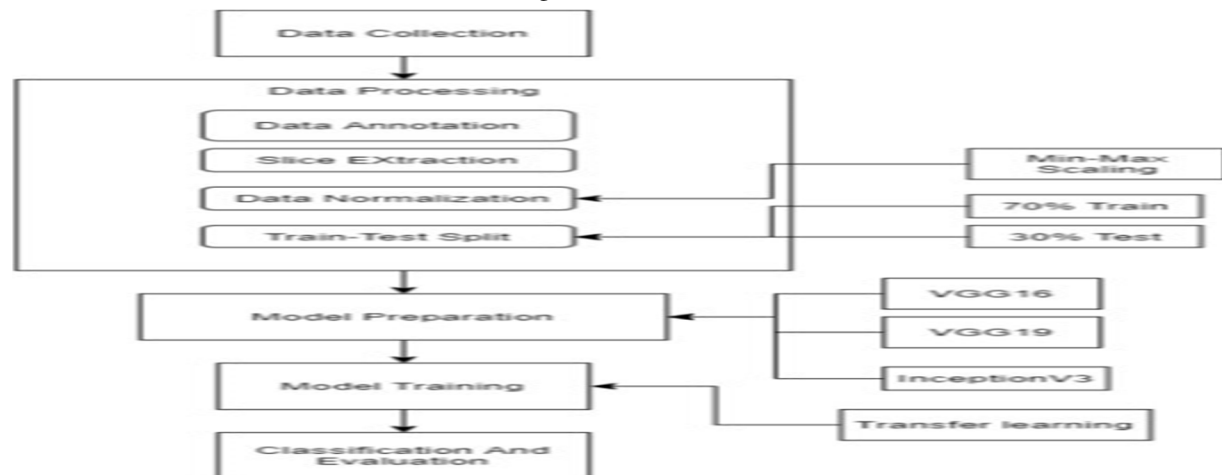 Data Collection
Data Processing
Data Annotation
Slice EXtraction
Data Normalization
Train-Test Split
Min-Max
Scaling
70% Train
30% Test
Model Preparation
VGG16
VGG19
InceptionV3
Model Training
Transfer learning
Classification And
Evaluation